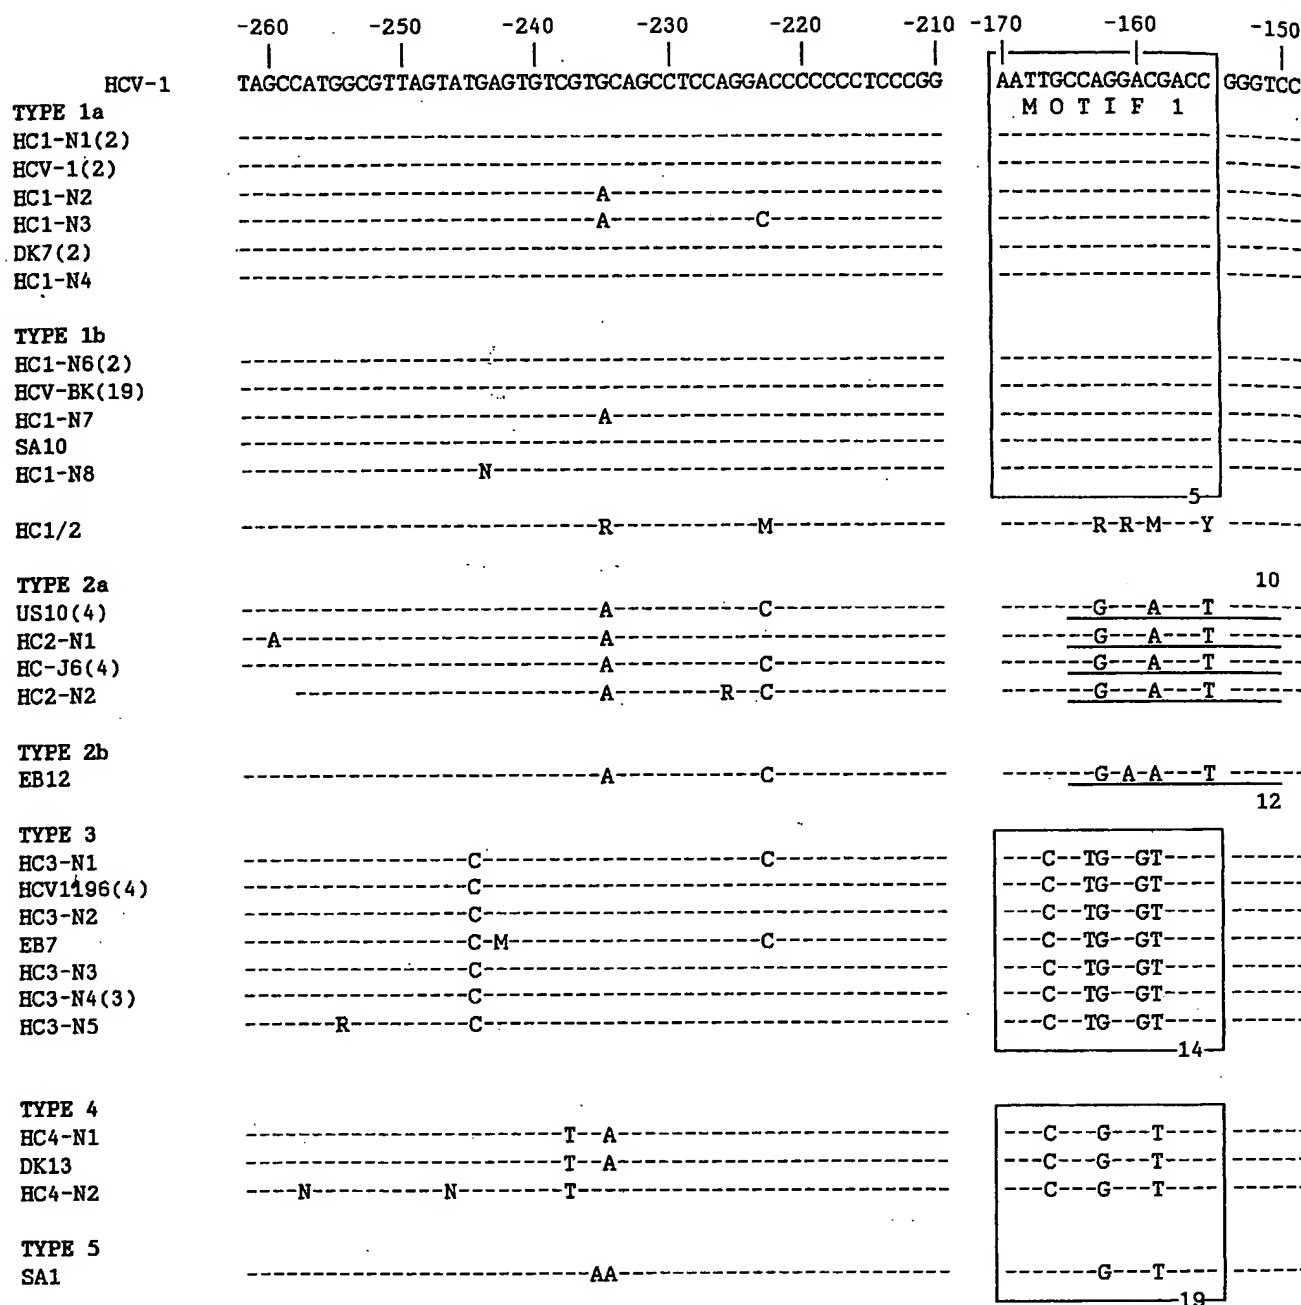 -260 -250 -240 -230 -220 -210 -170 -160 -150
HCV-1 TAGCCATGGCGTTAGTATGAGTGTCGTGCAGCCTCCAGGACCCCCCCTCCCGG AATTGCCAGGACGACC GGGTCC
TYPE 1a MOTIF 1
HC1-N1(2) ----------------------------------------------------- ---------------- ------
HCV-1(2) ----------------------------------------------------- ---------------- ------
HC1-N2 ---------------------------A------------------------- ---------------- ------
HC1-N3 ---------------------------A-----------C------------- ---------------- ------
DK7(2) ----------------------------------------------------- ---------------- ------
HC1-N4 ----------------------------------------------------- ---------------- ------
TYPE 1b
HC1-N6(2) ----------------------------------------------------- ---------------- ------
HCV-BK(19) ----------------------------------------------------- ---------------- ------
HC1-N7 ---------------------------A------------------------- ---------------- ------
SA10 ----------------------------------------------------- ---------------- ------
HC1-N8 ------------------N---------------------------------- ---------------- ------
5
HC1/2 ---------------------------R-----------M------------- -------R-R-M---Y ------
TYPE 2a 10
US10(4) ---------------------------A-----------C------------- -------G---A---T ------
HC2-N1 --A------------------------A------------------------- -------G---A---T ------
HC-J6(4) ---------------------------A-----------C------------- -------G---A---T ------
HC2-N2 -----------------------A--------R--C------------- -------G---A---T ------
TYPE 2b
EB12 ---------------------------A-----------C------------- -------G-A-A---T ------
12
TYPE 3
HC3-N1 -----------------C---------------------C------------- ---C--TG--GT---- ------
HCV1196(4) -----------------C----------------------------------- ---C--TG--GT---- ------
HC3-N2 -----------------C----------------------------------- ---C--TG--GT---- ------
EB7 -----------------C-M-------------------C------------- ---C--TG--GT---- ------
HC3-N3 -----------------C----------------------------------- ---C--TG--GT---- ------
HC3-N4(3) -----------------C----------------------------------- ---C--TG--GT---- ------
HC3-N5 -------R---------C----------------------------------- ---C--TG--GT---- ------
14
TYPE 4
HC4-N1 ------------------------T--A------------------------- ---C---G---T---- ------
DK13 ------------------------T--A------------------------- ---C---G---T---- ------
HC4-N2 ----N----------N--------T---------------------------- ---C---G---T---- ------
TYPE 5
SA1 --------------------------AA------------------------- -------G---T---- ------
19